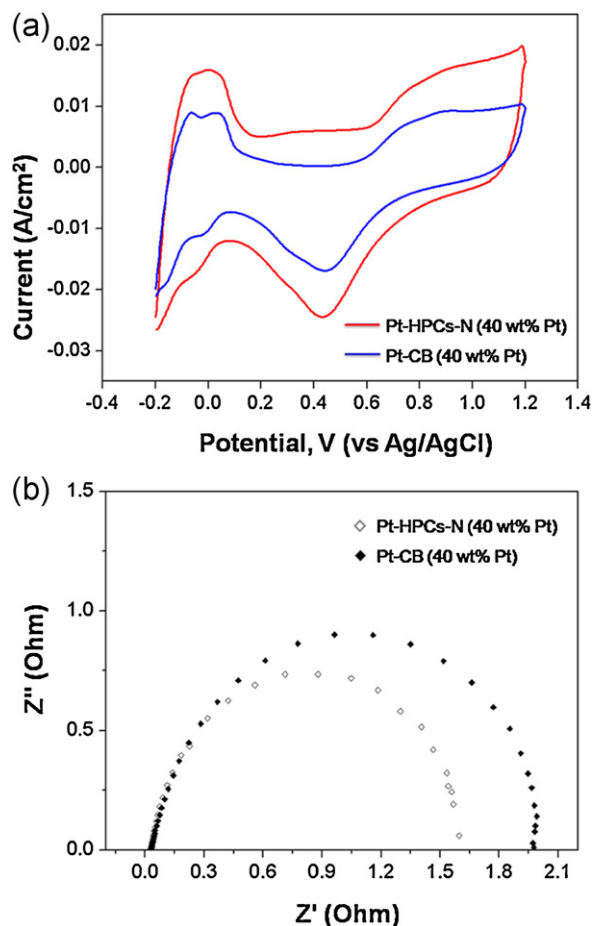 (a)
0.02
0.01
0.00
-0.01
-0.02
-0.03
Current (A/cm²)
Pt-HPCs-N (40 wt% Pt)
Pt-CB (40 wt% Pt)
-0.4 -0.2 0.0 0.2 0.4 0.6 0.8 1.0 1.2 1.4
Potential, V (vs Ag/AgCl)
(b)
1.5
1.0
0.5
0.0
Z'' (Ohm)
Pt-HPCs-N (40 wt% Pt)
Pt-CB (40 wt% Pt)
0.0 0.3 0.6 0.9 1.2 1.5 1.8 2.1
Z' (Ohm)